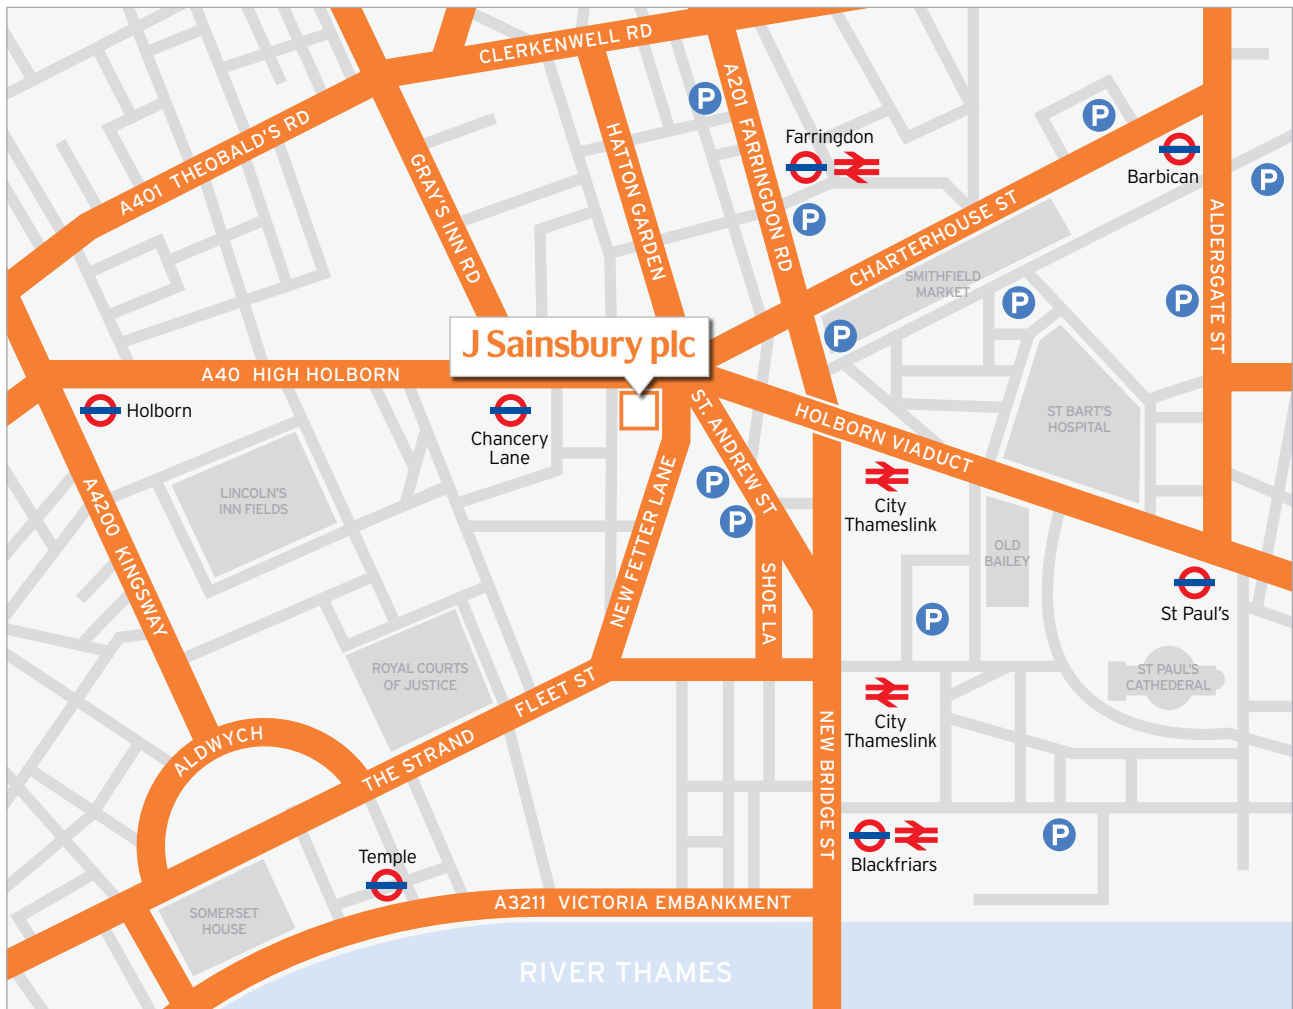 CLERKENWELL RD
A401 THEOBALD'S RD
GRAY'S INN RD
HATTON GARDEN
A201 FARRINGDON RD
P
Farringdon
P
P
Barbican
P
ALDERSGATE ST
CHARTERHOUSE ST
SMITHFIELD
MARKET
P
P
P
J Sainsbury plc
A40 HIGH HOLBORN
Holborn
Chancery
Lane
ST. ANDREW ST
HOLBORN VIADUCT
ST BART'S
HOSPITAL
LINCOLN'S
INN FIELDS
A4200 KINGSWAY
NEW FETTER LANE
P
P
City
Thameslink
OLD
BAILEY
SHOE LA
St Paul's
P
ROYAL COURTS
OF JUSTICE
ST PAUL'S
CATHEDERAL
FLEET ST
THE STRAND
ALDWYCH
City
Thameslink
NEW BRIDGE ST
Blackfriars
P
Temple
SOMERSET
HOUSE
A3211 VICTORIA EMBANKMENT
RIVER THAMES